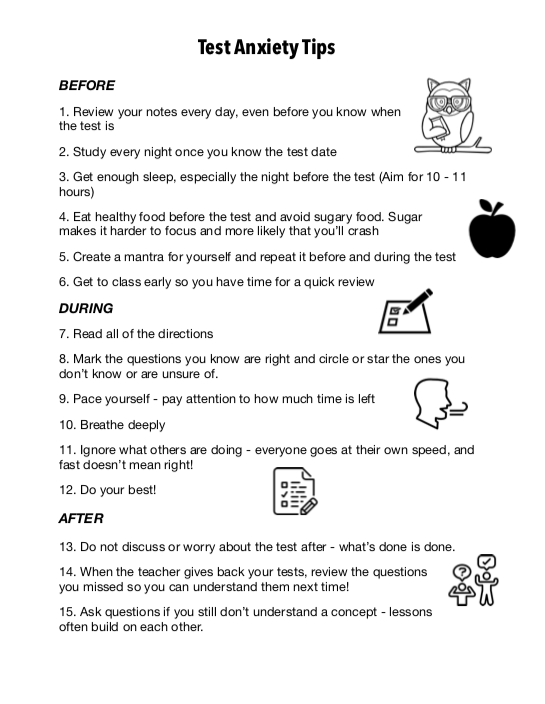 Test Anxiety Tips
BEFORE
1. Review your notes every day, even before you know when
the test is
2. Study every night once you know the test date
3. Get enough sleep, especially the night before the test (Aim for 10 - 11
hours)
4. Eat healthy food before the test and avoid sugary food. Sugar
makes it harder to focus and more likely that you’ll crash
5. Create a mantra for yourself and repeat it before and during the test
6. Get to class early so you have time for a quick review
DURING
7. Read all of the directions
8. Mark the questions you know are right and circle or star the ones you
don’t know or are unsure of.
9. Pace yourself - pay attention to how much time is left
10. Breathe deeply
11. Ignore what others are doing - everyone goes at their own speed, and
fast doesn’t mean right!
12. Do your best!
AFTER
13. Do not discuss or worry about the test after - what’s done is done.
14. When the teacher gives back your tests, review the questions
you missed so you can understand them next time!
15. Ask questions if you still don’t understand a concept - lessons
often build on each other.